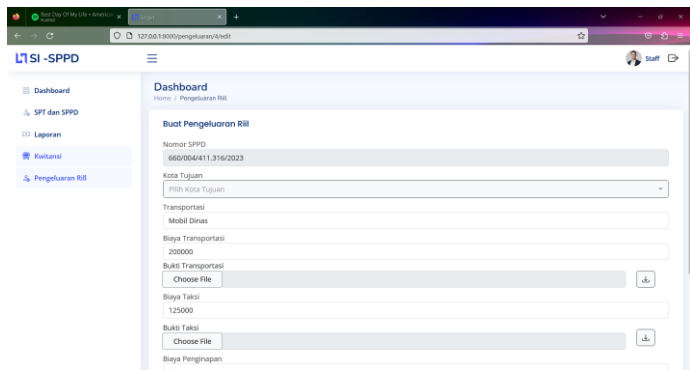 Best Day Of My Life • American
127.0.0.1:8000/pengeluaran/4/edit
SI -SPPD
Staff
Dashboard
SPT dan SPPD
Laporan
Kwitansi
Pengeluaran Rill
Dashboard
Home / Pengeluaran Riil
Buat Pengeluaran Riil
Nomor SPPD
660/004/411.316/2023
Kota Tujuan
Pilih Kota Tujuan
Transportasi
Mobil Dinas
Biaya Transportasi
200000
Bukti Transportasi
Choose File
Biaya Taksi
125000
Bukti Taksi
Choose File
Biaya Penginapan